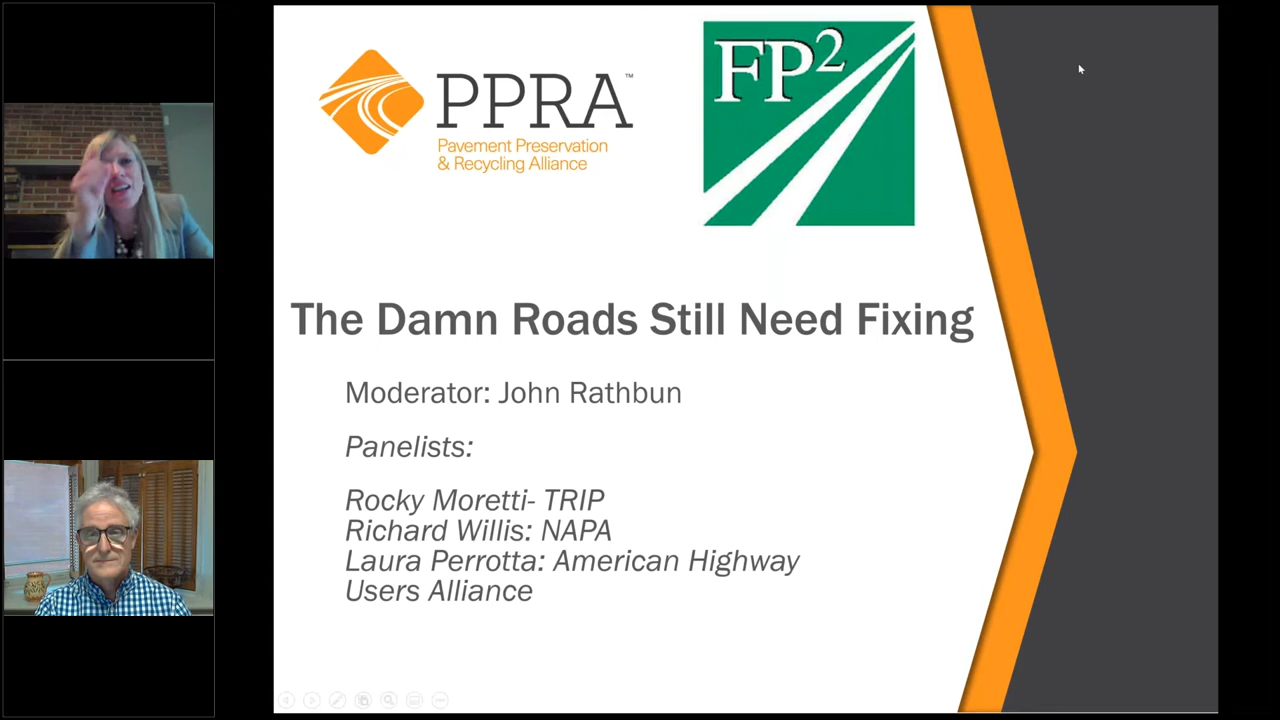 PPRA™
Pavement Preservation
& Recycling Alliance
FP²
The Damn Roads Still Need Fixing
Moderator: John Rathbun
Panelists:
Rocky Moretti- TRIP
Richard Willis: NAPA
Laura Perrotta: American Highway
Users Alliance